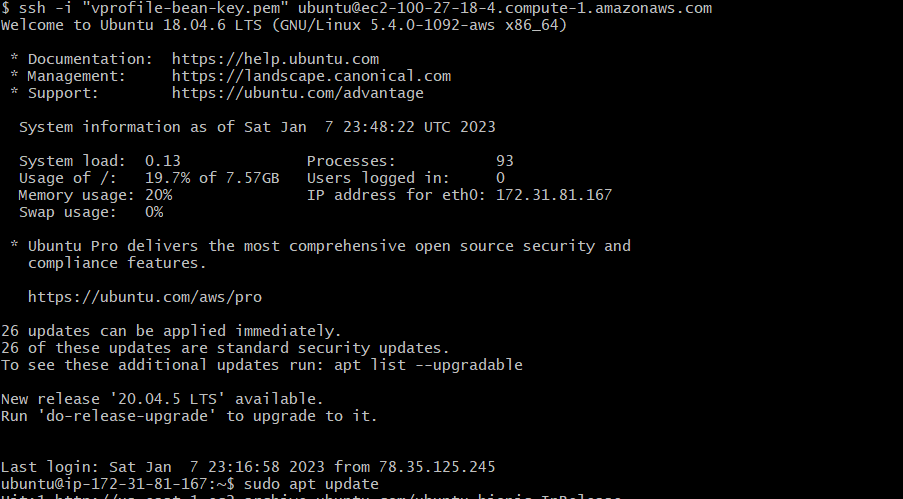 $ ssh -i "vprofile-bean-key.pem" ubuntu@ec2-100-27-18-4.compute-1.amazonaws.com
Welcome to Ubuntu 18.04.6 LTS (GNU/Linux 5.4.0-1092-aws x86_64)
* Documentation:  https://help.ubuntu.com
* Management:     https://landscape.canonical.com
* Support:        https://ubuntu.com/advantage
System information as of Sat Jan  7 23:48:22 UTC 2023
System load:  0.13               Processes:           93
Usage of /:   19.7% of 7.57GB   Users logged in:     0
Memory usage: 20%                IP address for eth0: 172.31.81.167
Swap usage:   0%
* Ubuntu Pro delivers the most comprehensive open source security and
compliance features.
https://ubuntu.com/aws/pro
26 updates can be applied immediately.
26 of these updates are standard security updates.
To see these additional updates run: apt list --upgradable
New release '20.04.5 LTS' available.
Run 'do-release-upgrade' to upgrade to it.
Last login: Sat Jan  7 23:16:58 2023 from 78.35.125.245
ubuntu@ip-172-31-81-167:~$ sudo apt update